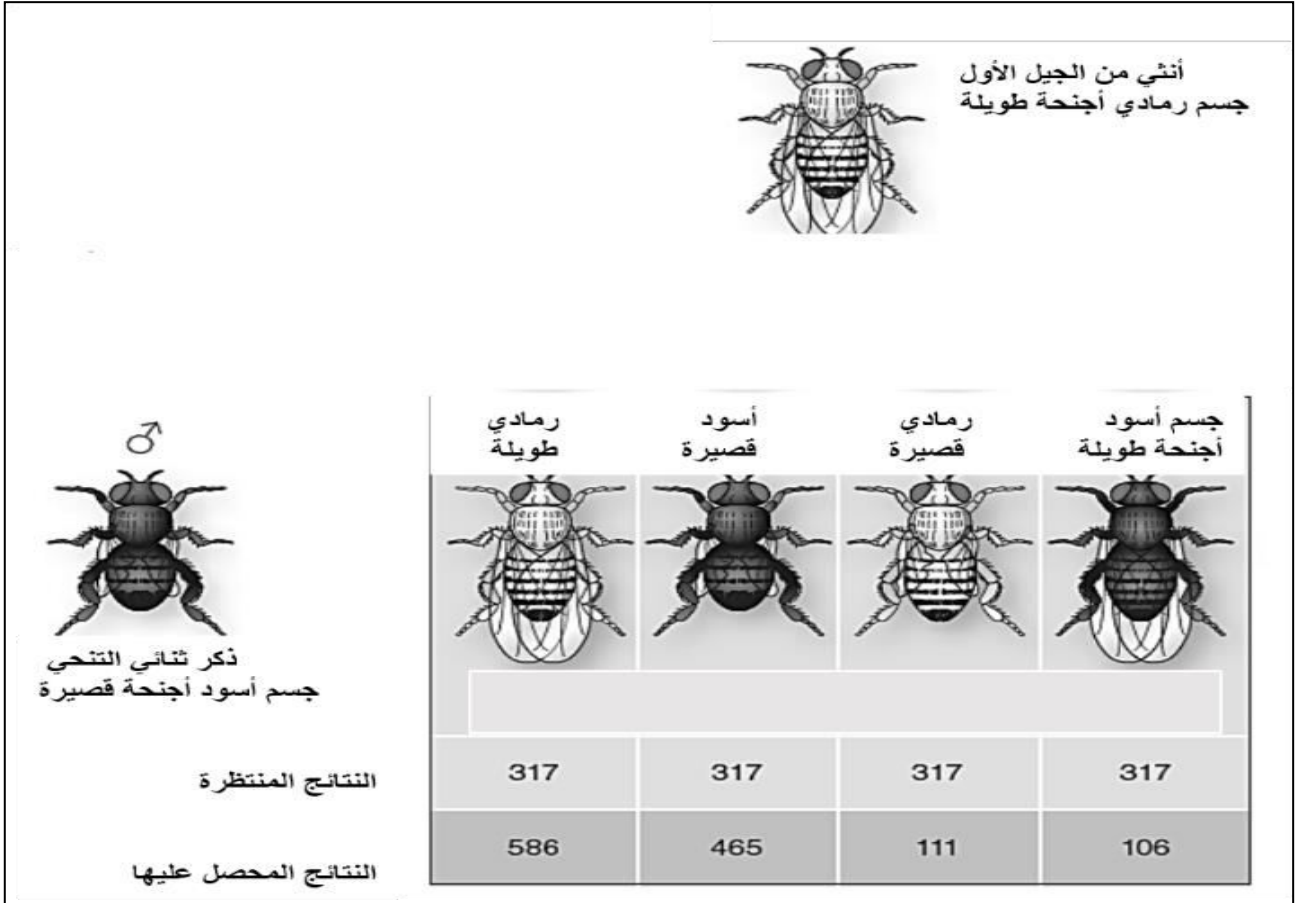 أنثي من الجيل الأول
جسم رمادي أجنحة طويلة
♂
ذكر ثنائي التنحي
جسم أسود أجنحة قصيرة
رمادي طويلة
أسود قصيرة
رمادي قصيرة
جسم أسود أجنحة طويلة
النتائج المنتظرة 317 317 317 317
النتائج المحصل عليها 586 465 111 106